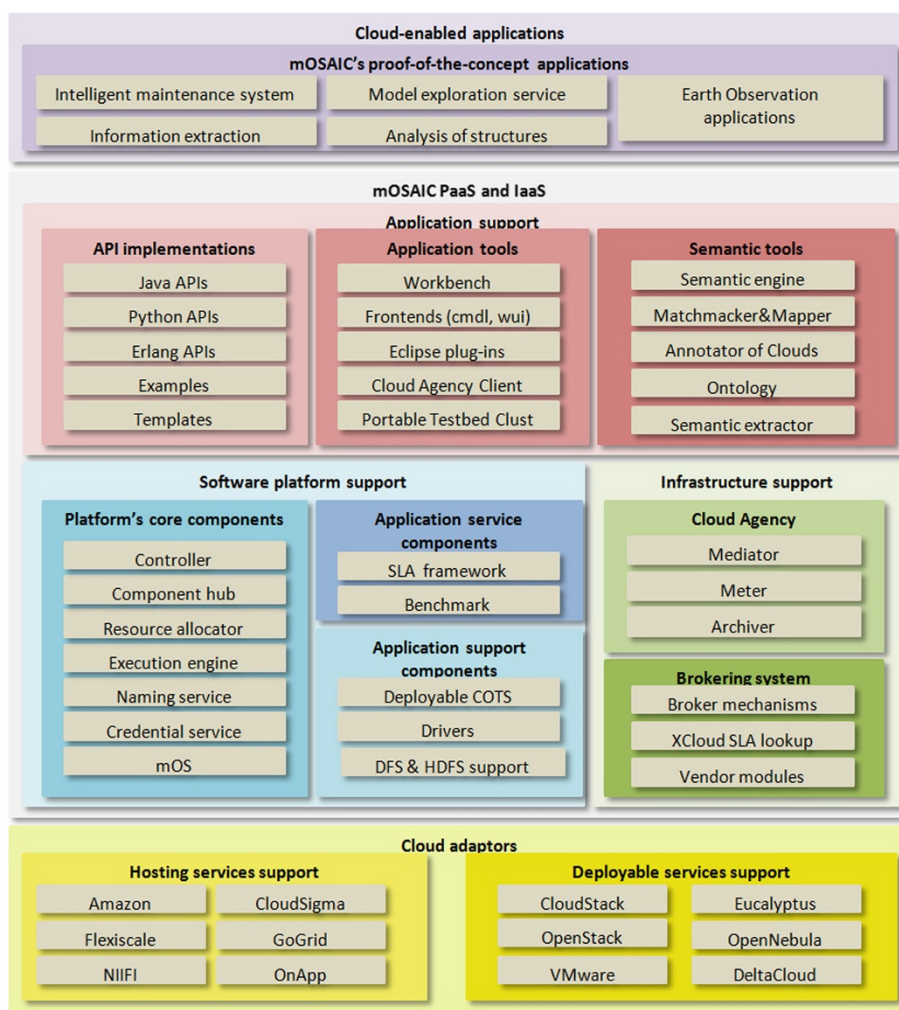 Cloud-enabled applications
mOSAIC's proof-of-the-concept applications
Intelligent maintenance system
Model exploration service
Earth Observation
applications
Information extraction
Analysis of structures
mOSAIC PaaS and IaaS
Application support
API implementations
Java APIs
Python APIs
Erlang APIs
Examples
Templates
Application tools
Workbench
Frontends (cmdl, wui)
Eclipse plug-ins
Cloud Agency Client
Portable Testbed Clust
Semantic tools
Semantic engine
Matchmacker&Mapper
Annotator of Clouds
Ontology
Semantic extractor
Software platform support
Platform's core components
Controller
Component hub
Resource allocator
Execution engine
Naming service
Credential service
mOS
Application service
components
SLA framework
Benchmark
Application support
components
Deployable COTS
Drivers
DFS & HDFS support
Infrastructure support
Cloud Agency
Mediator
Meter
Archiver
Brokering system
Broker mechanisms
XCloud SLA lookup
Vendor modules
Cloud adaptors
Hosting services support
Amazon
CloudSigma
Flexiscale
GoGrid
NIIFI
OnApp
Deployable services support
CloudStack
Eucalyptus
OpenStack
OpenNebula
VMware
DeltaCloud